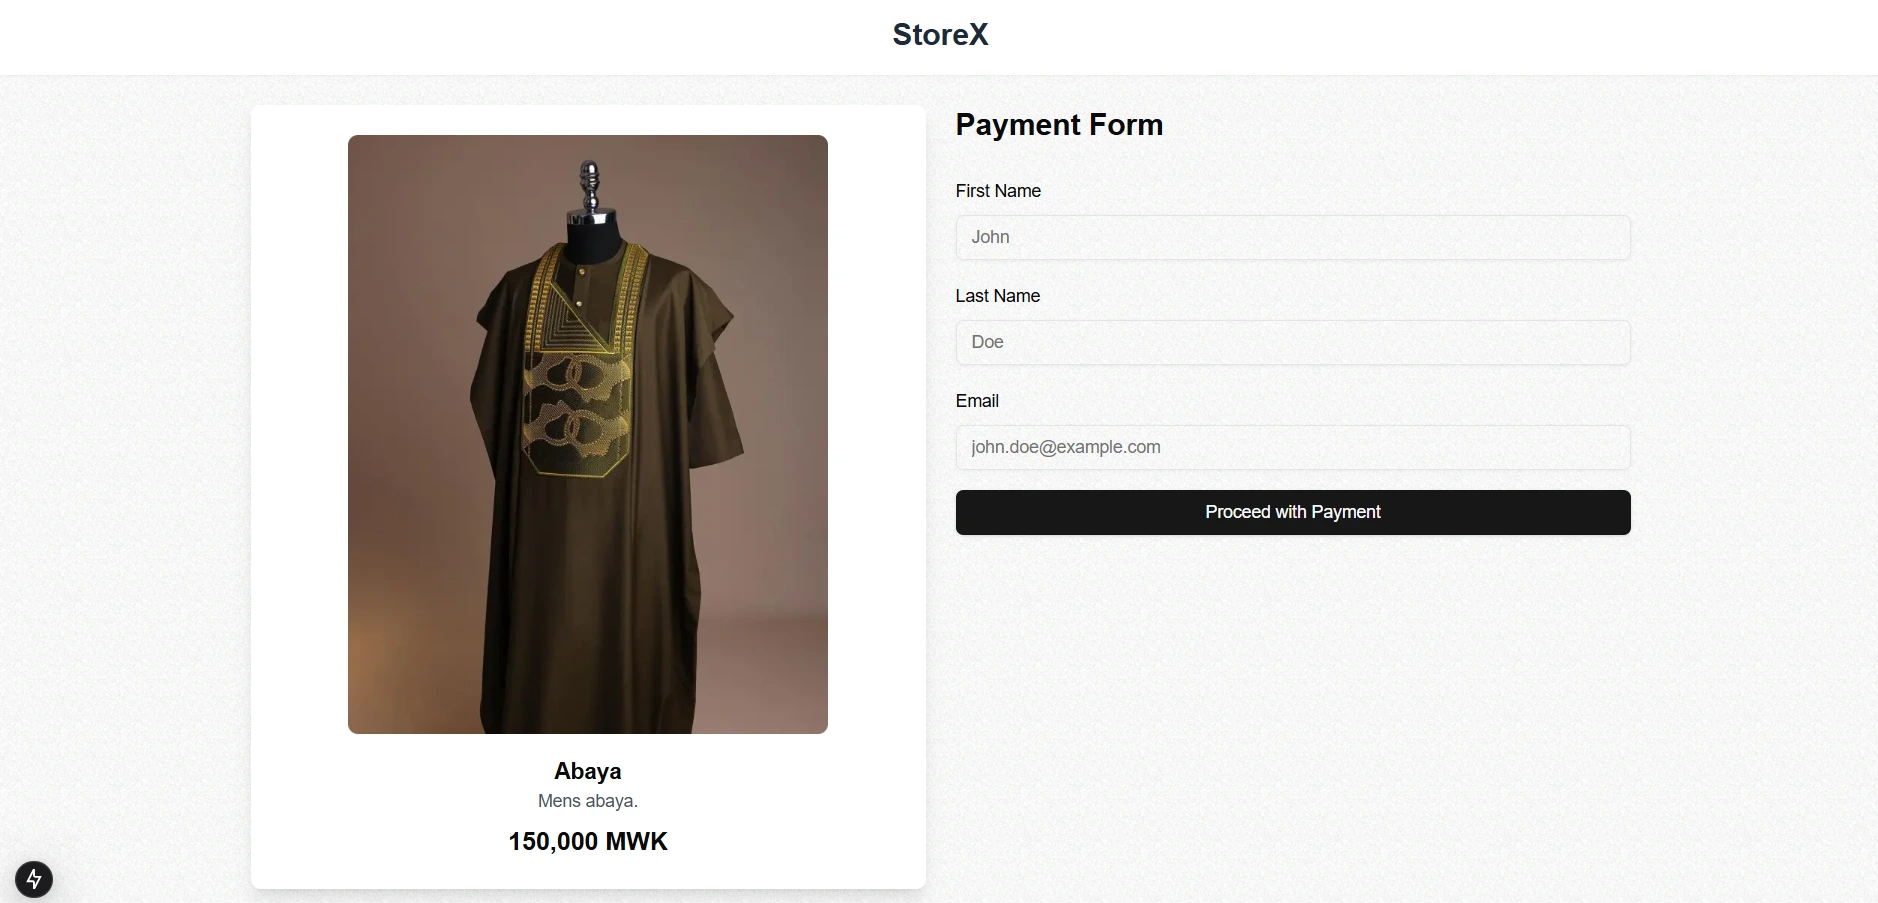 StoreX
Abaya
Mens abaya.
150,000 MWK
Payment Form
First Name
John
Last Name
Doe
Email
john.doe@example.com
Proceed with Payment